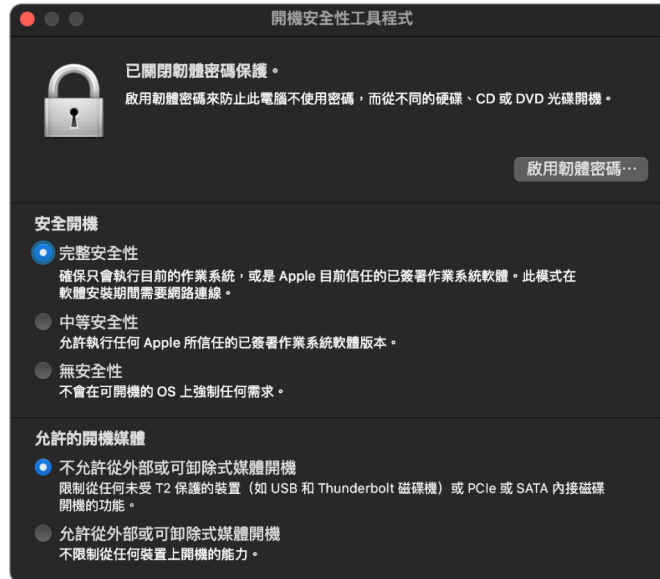 開機安全性工具程式
已關閉韌體密碼保護。
啟用韌體密碼來防止此電腦不使用密碼，而從不同的硬碟、CD 或 DVD 光碟開機。
啟用韌體密碼⋯
安全開機
完整安全性
確保只會執行目前的作業系統，或是 Apple 目前信任的已簽署作業系統軟體。此模式在
軟體安裝期間需要網路連線。
中等安全性
允許執行任何 Apple 所信任的已簽署作業系統軟體版本。
無安全性
不會在可開機的 OS 上強制任何需求。
允許的開機媒體
不允許從外部或可卸除式媒體開機
限制從任何未受 T2 保護的裝置（如 USB 和 Thunderbolt 磁碟機）或 PCIe 或 SATA 內接磁碟
開機的功能。
允許從外部或可卸除式媒體開機
不限制從任何裝置上開機的能力。